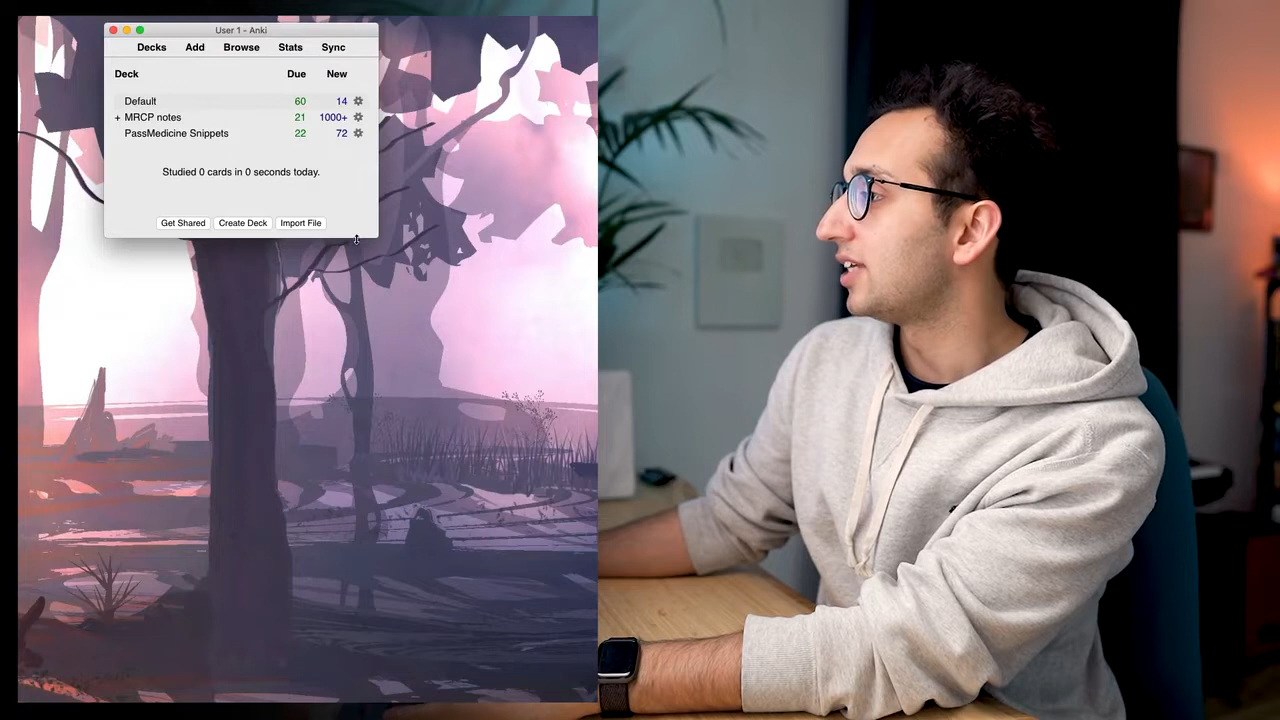 User 1 - Anki
Decks Add Browse Stats Sync
Deck Due New
Default 60 14
+ MRCP notes 21 1000+
PassMedicine Snippets 22 72
Studied 0 cards in 0 seconds today.
Get Shared Create Deck Import File